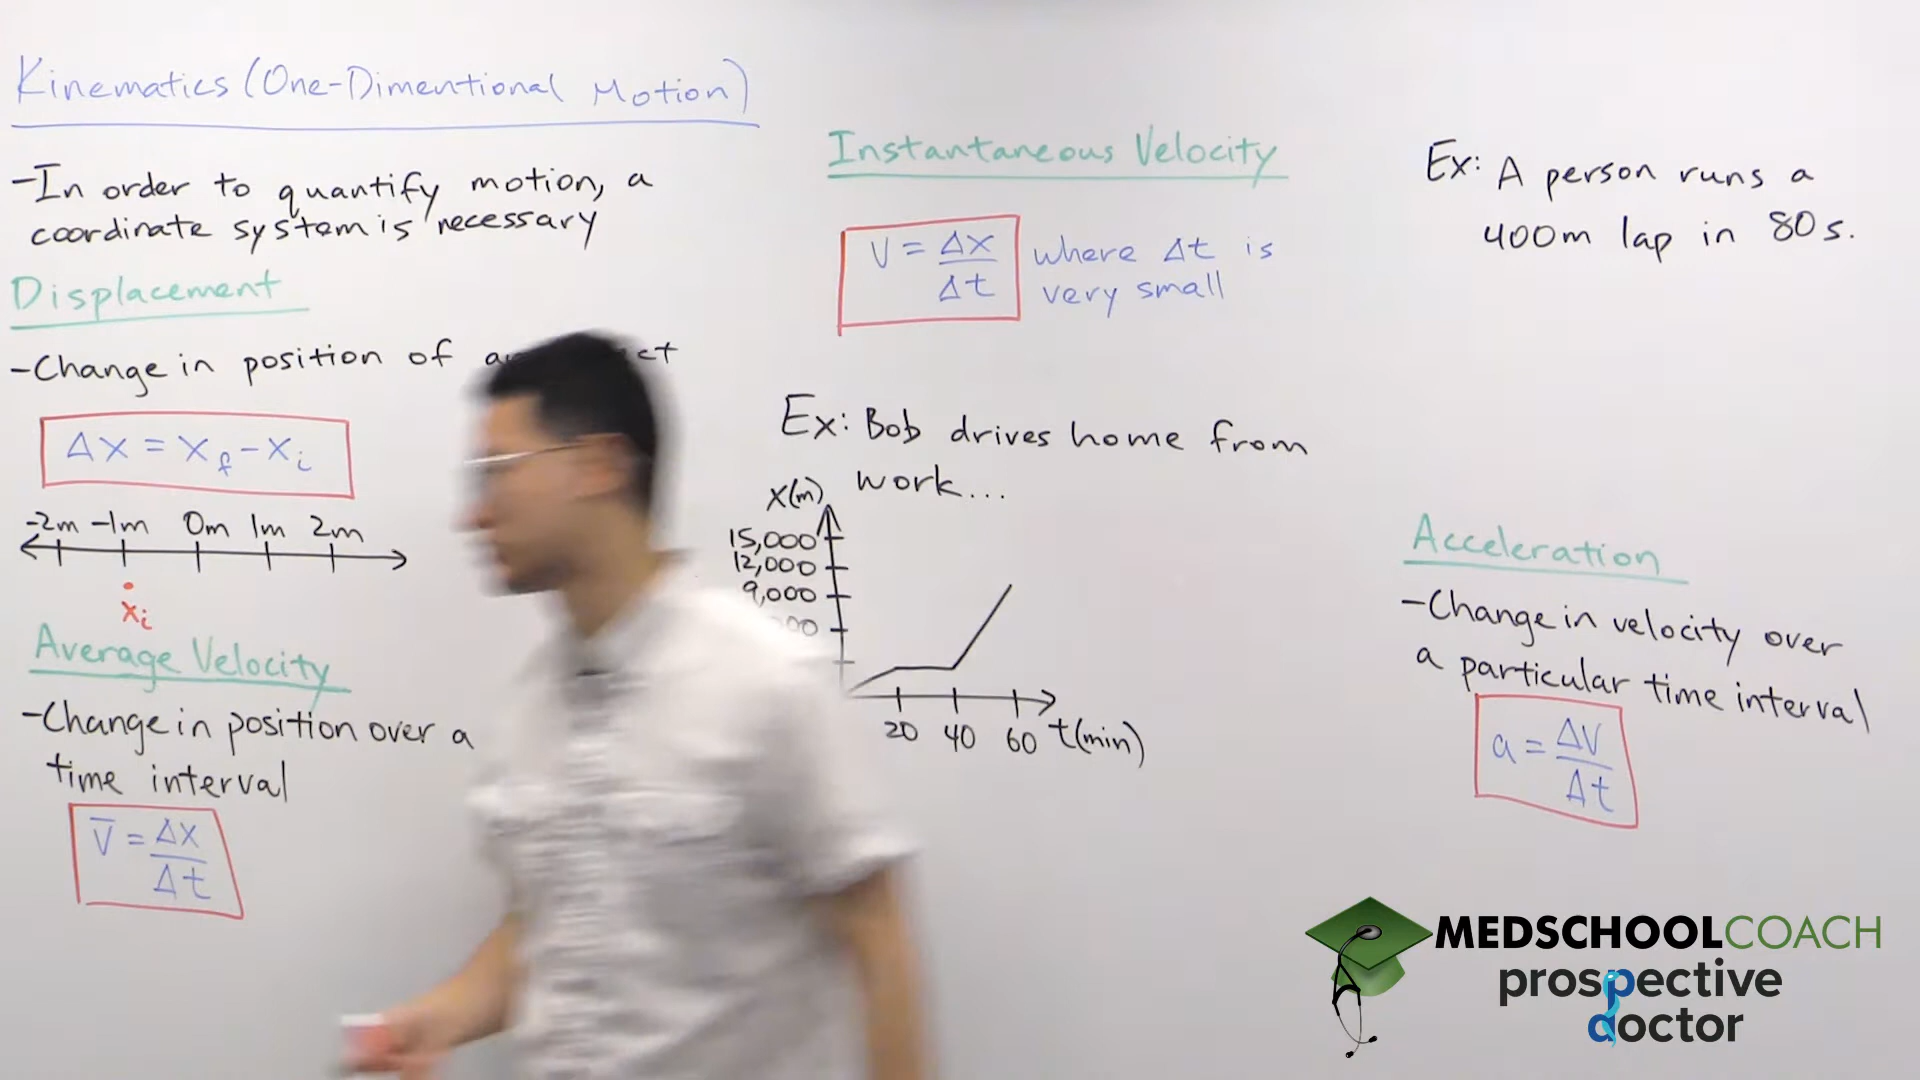 Kinematics (One-Dimentional Motion)
-In order to quantify motion, a
coordinate system is necessary
Displacement
-Change in position of
Δx = xf - xi
-2m -1m 0m 1m 2m
xi
Average Velocity
-Change in position over a
time interval
V̅ = Δx
Δt
Instantaneous Velocity
V = Δx
Δt
where Δt is
very small
Ex: Bob drives home from
work...
x(m)
15,000
12,000
9,000
20 40 60 t(min)
Ex: A person runs a
400m lap in 80s.
Acceleration
-Change in velocity over
a particular time interval
a = ΔV
Δt
MEDSCHOOLCOACH
prospective
doctor